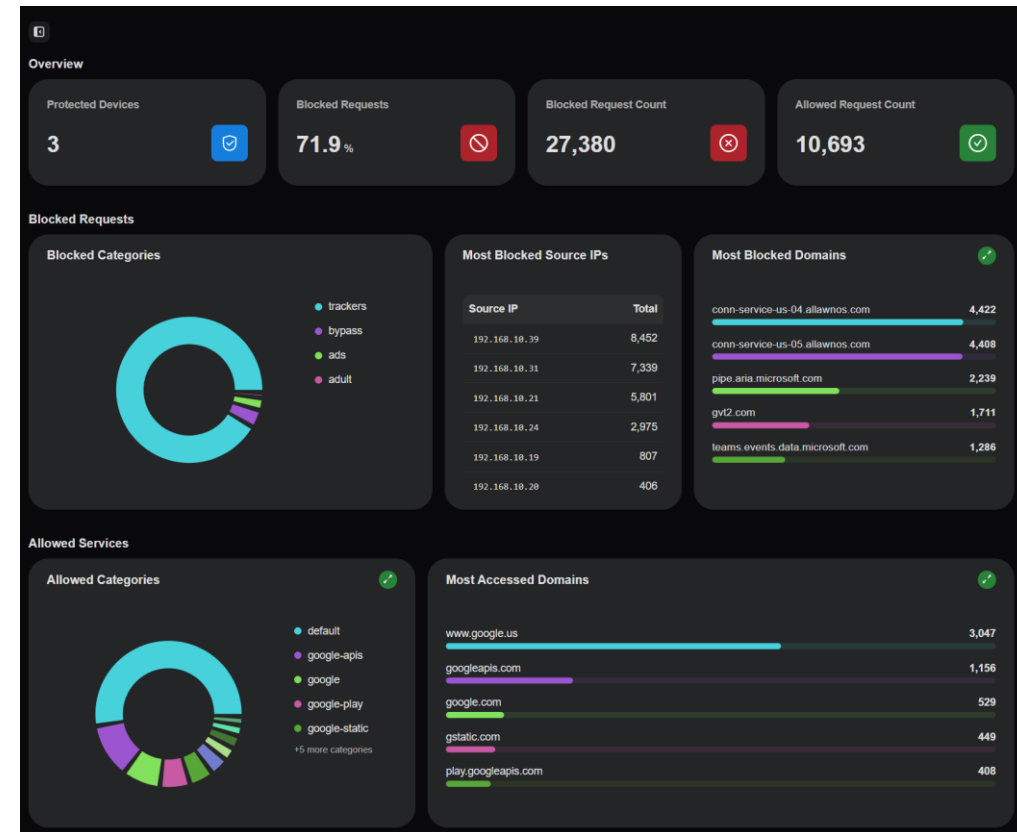 Overview
Protected Devices
3
Blocked Requests
71.9 %
Blocked Request Count
27,380
Allowed Request Count
10,693
Blocked Requests
Blocked Categories
trackers
bypass
ads
adult
Most Blocked Source IPs
Source IP Total
192.168.10.39 8,452
192.168.10.31 7,339
192.168.10.21 5,801
192.168.10.24 2,975
192.168.10.19 807
192.168.10.20 406
Most Blocked Domains
conn-service-us-04.allawnos.com 4,422
conn-service-us-05.allawnos.com 4,408
pipe.aria.microsoft.com 2,239
gvt2.com 1,711
teams.events.data.microsoft.com 1,286
Allowed Services
Allowed Categories
default
google-apis
google
google-play
google-static
+5 more categories
Most Accessed Domains
www.google.us 3,047
googleapis.com 1,156
google.com 529
gstatic.com 449
play.googleapis.com 408